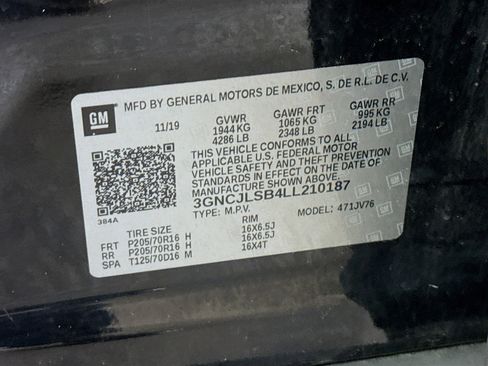 MFD BY GENERAL MOTORS DE MEXICO, S. DE R.L. DE C.V.
GM
11/19 GVWR GAWR FRT GAWR RR
1944 KG 1065 KG 995 KG
4286 LB 2348 LB 2194 LB
THIS VEHICLE CONFORMS TO ALL
APPLICABLE U.S. FEDERAL MOTOR
VEHICLE SAFETY AND THEFT PREVENTION
STANDARDS IN EFFECT ON THE DATE OF
MANUFACTURE SHOWN ABOVE.
3GNCJLSB4LL210187
TYPE: M.P.V. MODEL: 471JV76
384A
TIRE SIZE RIM
FRT P205/70R16 H 16X6.5J
RR P205/70R16 H 16X6.5J
SPA T125/70D16 M 16X4T